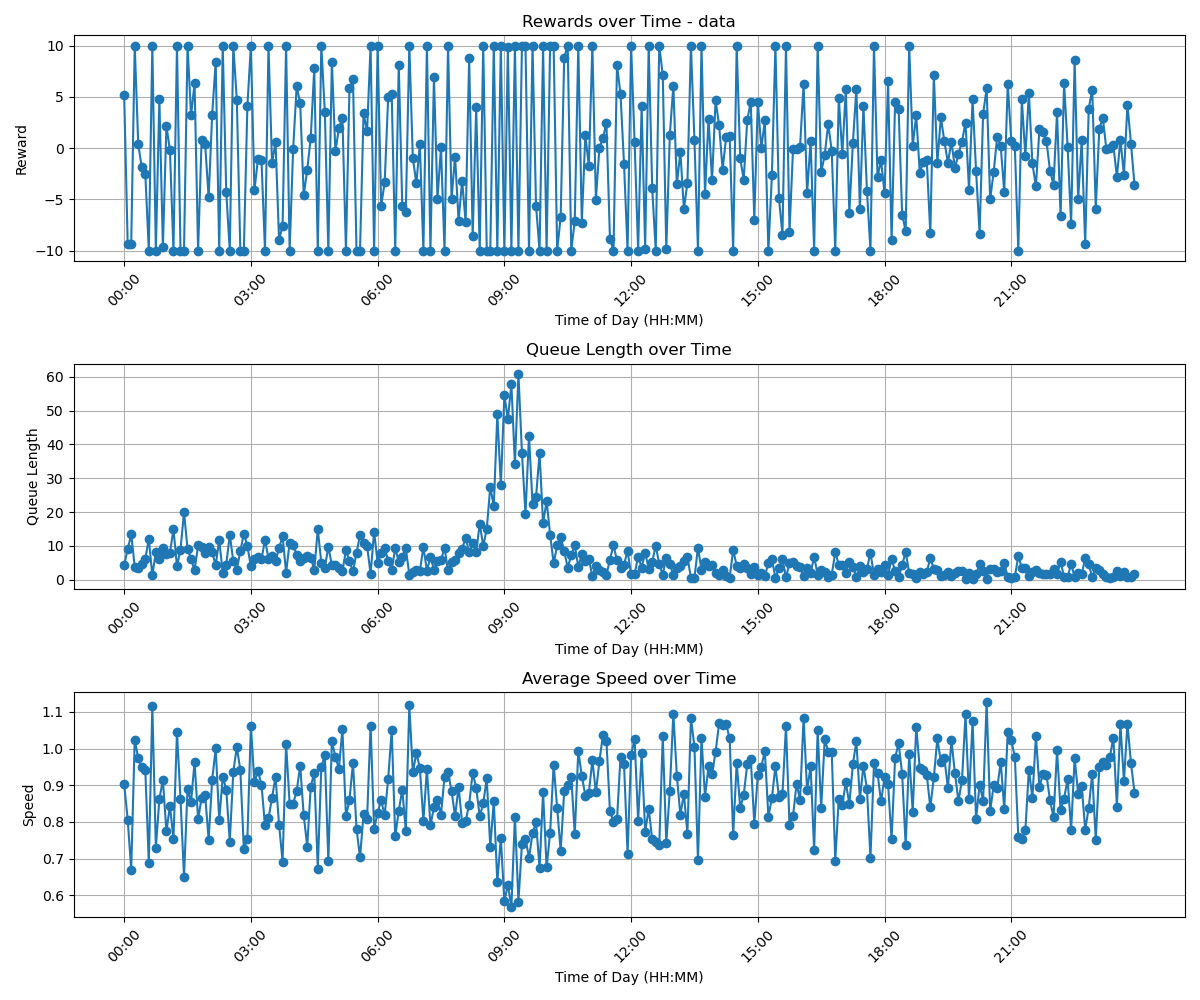 Rewards over Time - data
10
5
0
−5
−10
Reward
00:00 03:00 06:00 09:00 12:00 15:00 18:00 21:00
Time of Day (HH:MM)
Queue Length over Time
60
50
40
30
20
10
0
Queue Length
00:00 03:00 06:00 09:00 12:00 15:00 18:00 21:00
Time of Day (HH:MM)
Average Speed over Time
1.1
1.0
0.9
0.8
0.7
0.6
Speed
00:00 03:00 06:00 09:00 12:00 15:00 18:00 21:00
Time of Day (HH:MM)